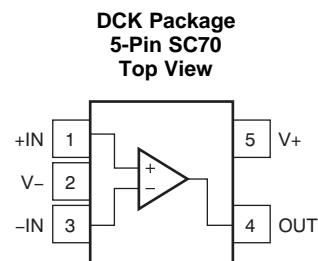 DCK Package
5-Pin SC70
Top View
+IN 1
5 V+
V− 2
+
−
−IN 3
4 OUT